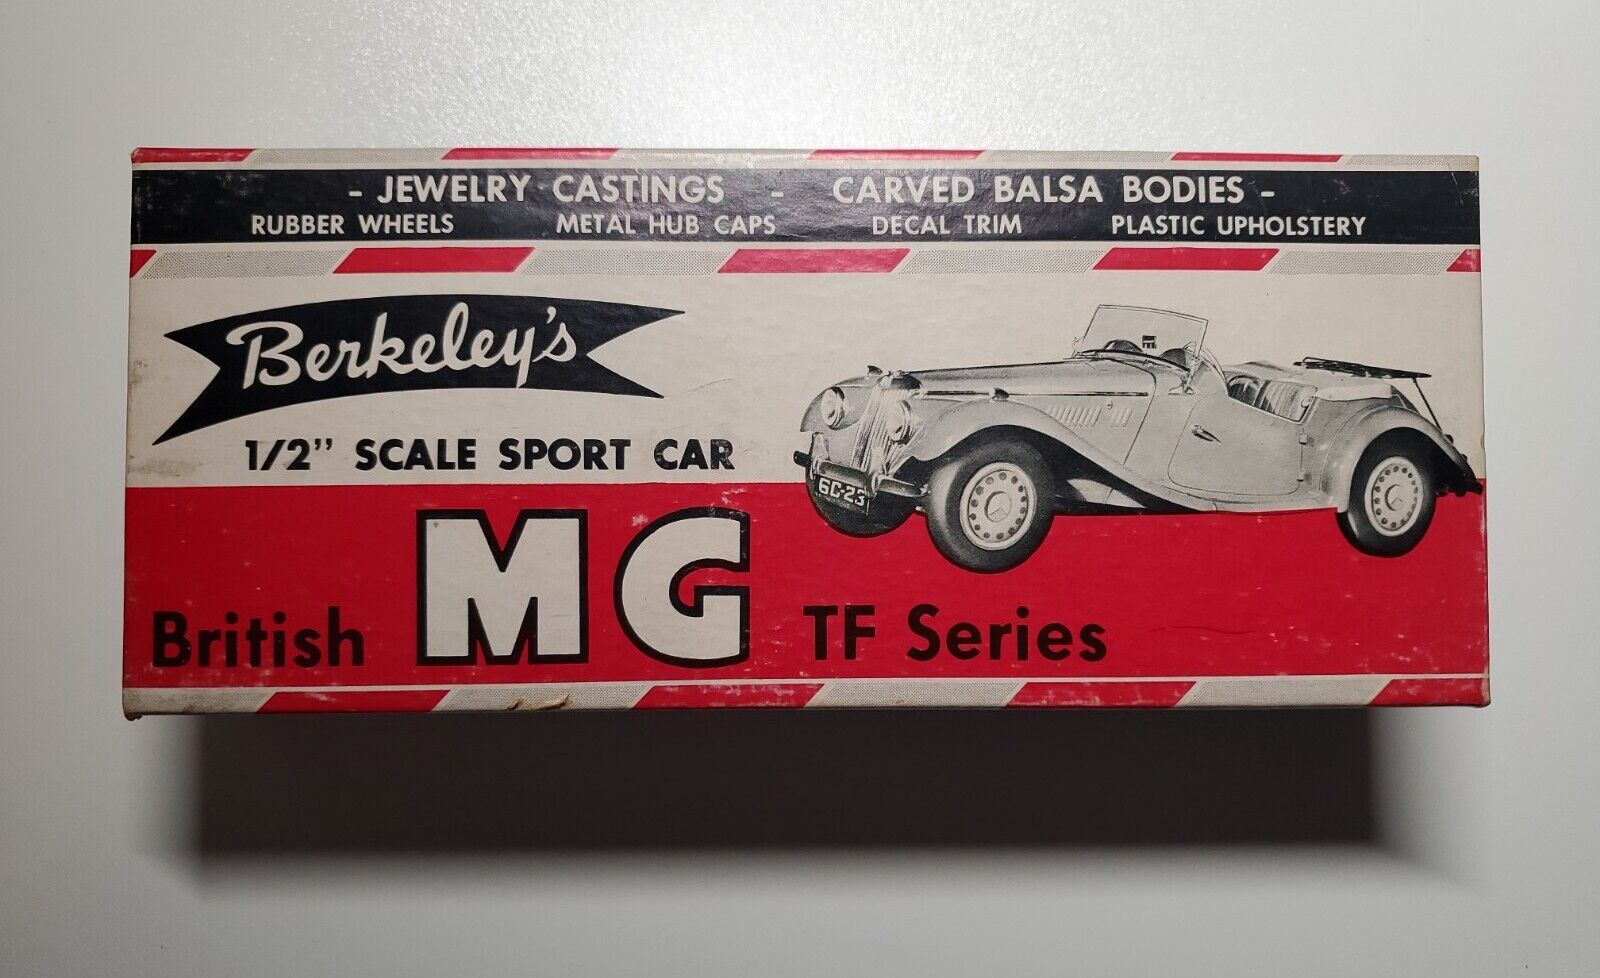 - JEWELRY CASTINGS - CARVED BALSA BODIES -
RUBBER WHEELS METAL HUB CAPS DECAL TRIM PLASTIC UPHOLSTERY
Berkeley's
1/2" SCALE SPORT CAR
6C-23
British MG TF Series